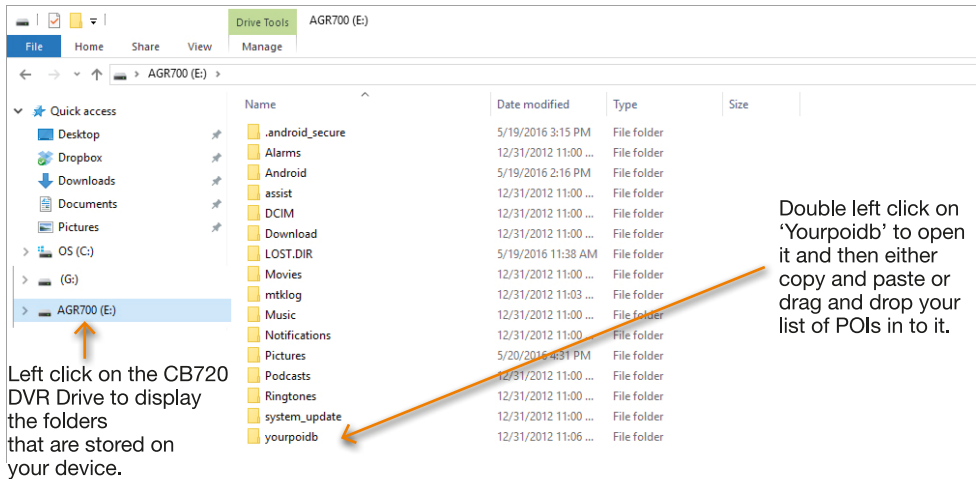 Drive Tools AGR700 (E:)
File Home Share View Manage
AGR700 (E:)
Quick access
Desktop
Dropbox
Downloads
Documents
Pictures
OS (C:)
(G:)
AGR700 (E:)
Name Date modified Type Size
.android_secure 5/19/2016 3:15 PM File folder
Alarms 12/31/2012 11:00 ... File folder
Android 5/19/2016 2:16 PM File folder
assist 12/31/2012 11:00 ... File folder
DCIM 12/31/2012 11:00 ... File folder
Download 12/31/2012 11:00 ... File folder
LOST.DIR 5/19/2016 11:38 AM File folder
Movies 12/31/2012 11:00 ... File folder
mtklog 12/31/2012 11:03 ... File folder
Music 12/31/2012 11:00 ... File folder
Notifications 12/31/2012 11:00 ... File folder
Pictures 5/20/2016 4:31 PM File folder
Podcasts 12/31/2012 11:00 ... File folder
Ringtones 12/31/2012 11:00 ... File folder
system_update 12/31/2012 11:00 ... File folder
yourpoidb 12/31/2012 11:06 ... File folder
Double left click on
‘Yourpoidb’ to open
it and then either
copy and paste or
drag and drop your
list of POIs in to it.
Left click on the CB720
DVR Drive to display
the folders
that are stored on
your device.